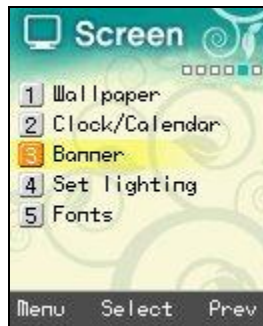 Screen
1 Wallpaper
2 Clock/Calendar
3 Banner
4 Set lighting
5 Fonts
Menu Select Prev